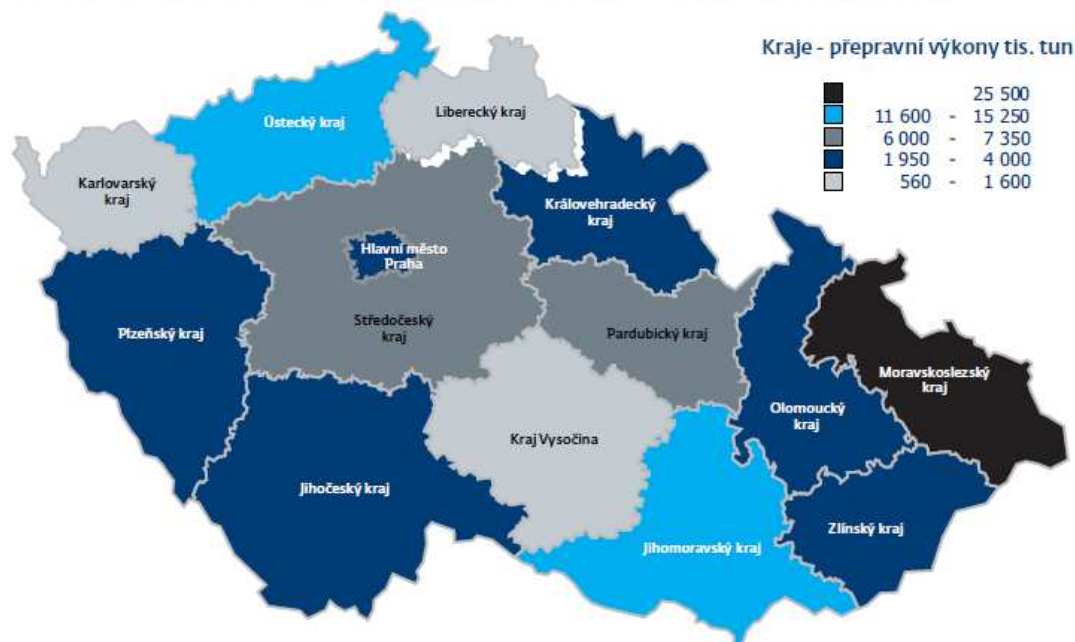 Kraje - přepravní výkony tis. tun
25 500
11 600 - 15 250
6 000 - 7 350
1 950 - 4 000
560 - 1 600
Ústecký kraj
Liberecký kraj
Karlovarský
kraj
Královehradecký
kraj
Hlavní město
Praha
Plzeňský kraj
Středočeský
kraj
Pardubický kraj
Moravskoslezský
kraj
Olomoucký
kraj
Kraj Vysočina
Jihočeský kraj
Zlínský kraj
Jihomoravský kraj